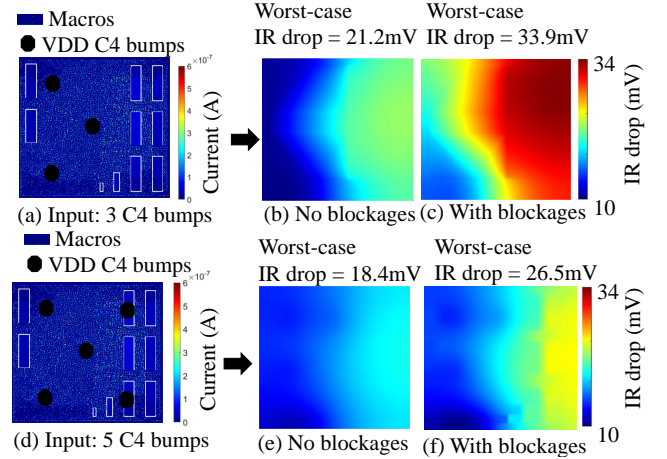 Macros
VDD C4 bumps
×10⁻⁷
6
5
4
3
2
1
0
Current (A)
(a) Input: 3 C4 bumps
Worst-case
IR drop = 21.2mV
(b) No blockages
Worst-case
IR drop = 33.9mV
(c) With blockages
34
10
IR drop (mV)
Macros
VDD C4 bumps
×10⁻⁷
6
5
4
3
2
1
0
Current (A)
(d) Input: 5 C4 bumps
Worst-case
IR drop = 18.4mV
(e) No blockages
Worst-case
IR drop = 26.5mV
(f) With blockages
34
10
IR drop (mV)